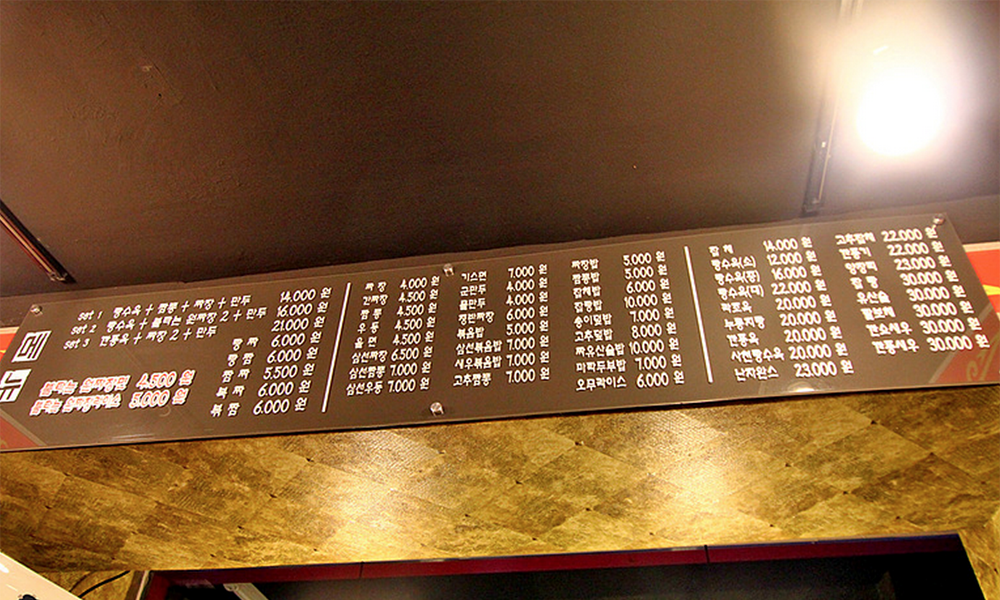 메
뉴
set 1 탕수육 + 짬뽕 + 짜장 + 만두 14.000 원
set 2 탕수육 + 볶먹는 원짜장 2 + 만두 16.000 원
set 3 깐풍육 + 짜장 2 + 만두 21.000 원
탕 짜 6.000 원
탕 짬 6.000 원
짬 짜 5.500 원
복 짜 6.000 원
복 짬 6.000 원
4.500 원
5.000 원
짜 장 4.000 원
간짜장 4.500 원
짬 뽕 4.500 원
우 동 4.500 원
울 면 4.500 원
삼선짜장 6.500 원
삼선짬뽕 7.000 원
삼선우동 7.000 원
기스면 7.000 원
군만두 4.000 원
물만두 4.000 원
쟁반만두 6.000 원
볶음밥 5.000 원
삼선볶음밥 7.000 원
새우볶음밥 7.000 원
고추짬뽕 7.000 원
짜장밥 5.000 원
짬뽕밥 5.000 원
잡채밥 6.000 원
잡탕밥 10.000 원
송이덮밥 7.000 원
고추덮밥 8.000 원
짜유산슬밥 10.000 원
마파두부밥 7.000 원
오무라이스 6.000 원
잡 채 14.000 원
탕수육(소) 12.000 원
탕수육(중) 16.000 원
탕수육(대) 22.000 원
라조육 20.000 원
누룽지탕 20.000 원
깐풍육 20.000 원
사천탕수육 20.000 원
난자완스 23.000 원
고추잡채 22.000 원
깐풍기 22.000 원
양장피 23.000 원
잡 탕 30.000 원
유산슬 30.000 원
팔보채 30.000 원
깐쇼새우 30.000 원
깐풍새우 30.000 원